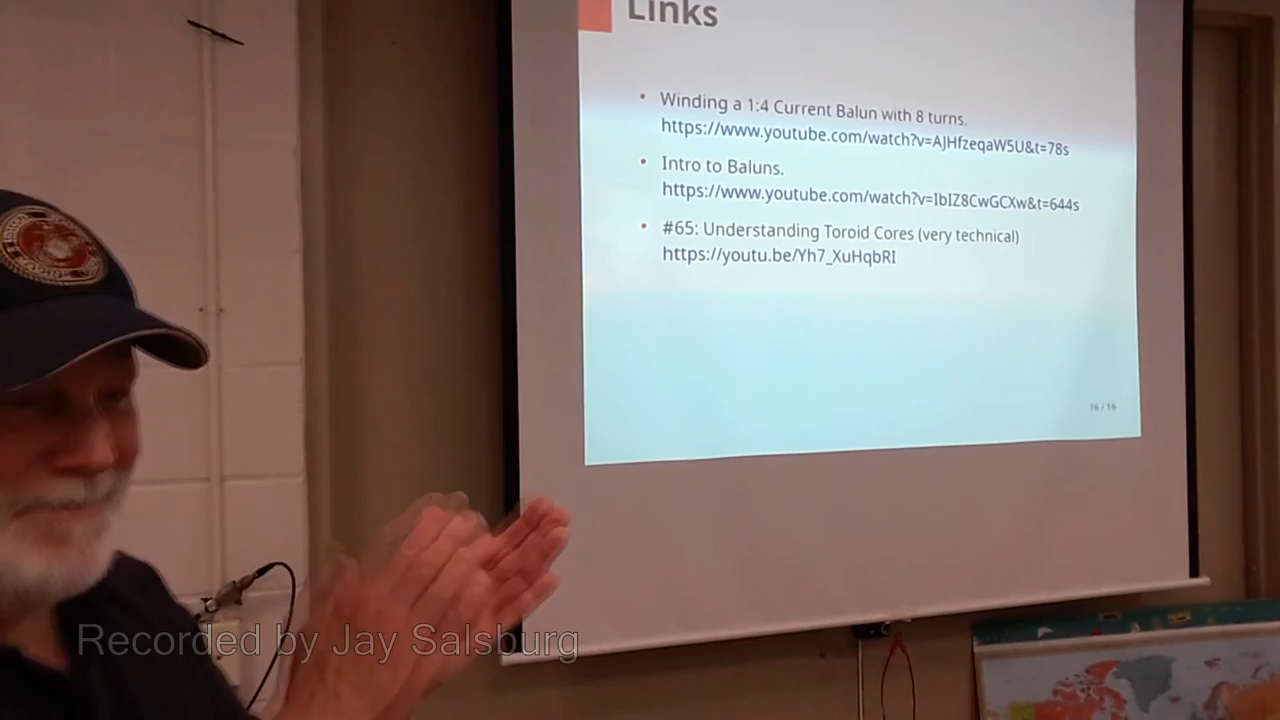 Links
• Winding a 1:4 Current Balun with 8 turns.
https://www.youtube.com/watch?v=AJHfzeqaW5U&t=78s
• Intro to Baluns.
https://www.youtube.com/watch?v=IbIZ8CwGCXw&t=644s
• #65: Understanding Toroid Cores (very technical)
https://youtu.be/Yh7_XuHqbRI
16 / 16
Recorded by Jay Salsburg